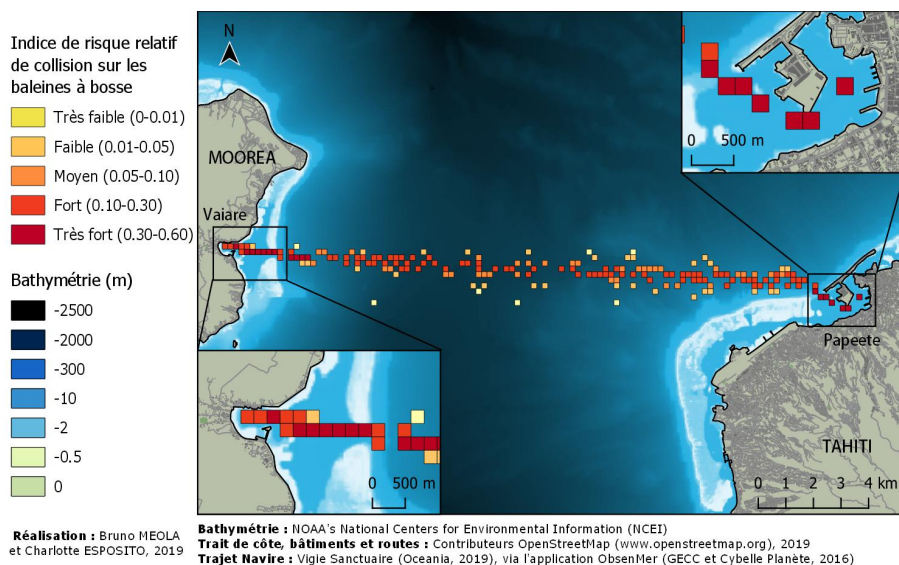 Indice de risque relatif
de collision sur les
baleines à bosse
Très faible (0-0.01)
Faible (0.01-0.05)
Moyen (0.05-0.10)
Fort (0.10-0.30)
Très fort (0.30-0.60)
Bathymétrie (m)
-2500
-2000
-300
-10
-2
-0.5
0
N
MOOREA
Vaiare
0 500 m
Papeete
0 500 m
TAHITI
0 1 2 3 4 km
Réalisation : Bruno MEOLA
et Charlotte ESPOSITO, 2019
Bathymétrie : NOAA's National Centers for Environmental Information (NCEI)
Trait de côte, bâtiments et routes : Contributeurs OpenStreetMap (www.openstreetmap.org), 2019
Trajet Navire : Vigie Sanctuaire (Oceania, 2019), via l'application ObsenMer (GECC et Cybelle Planète, 2016)